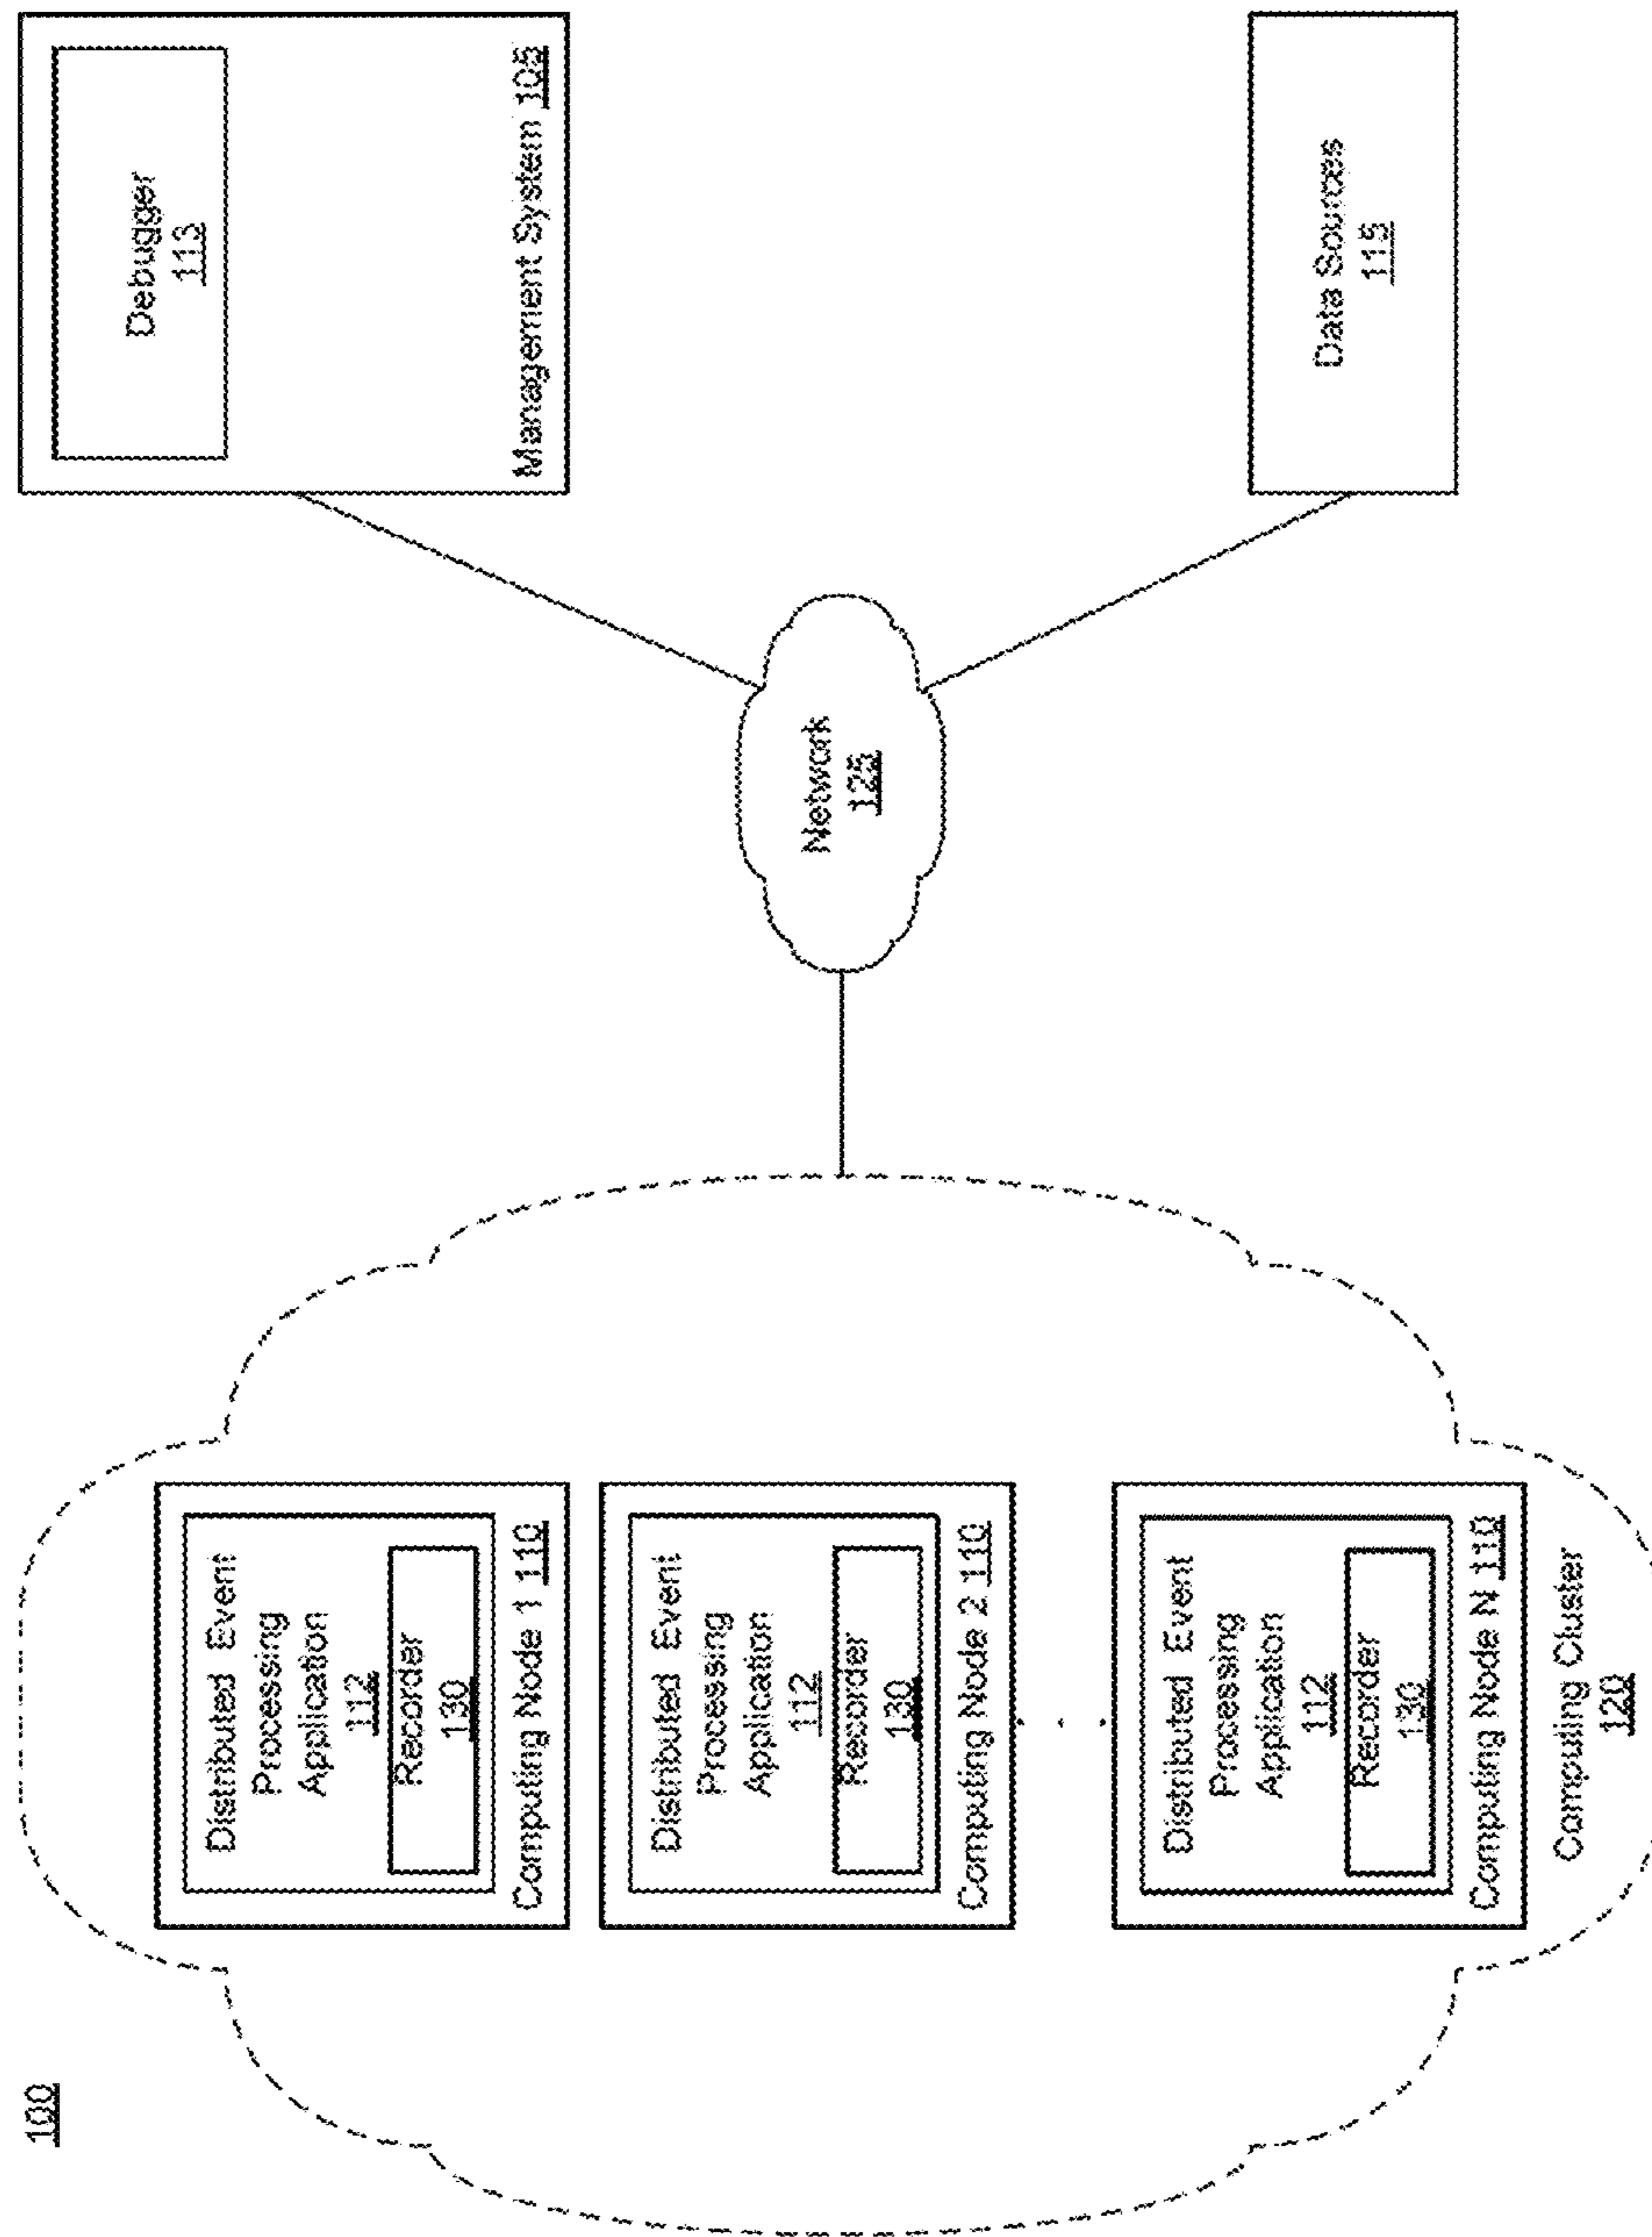 100
Distributed Event
Processing
Application
112
Recorder
130
Computing Node 1 110
Distributed Event
Processing
Application
112
Recorder
130
Computing Node 2 110
. . .
Distributed Event
Processing
Application
112
Recorder
130
Computing Node N 110
Computing Cluster
120
Network
125
Debugger
113
Management System 105
Data Sources
115